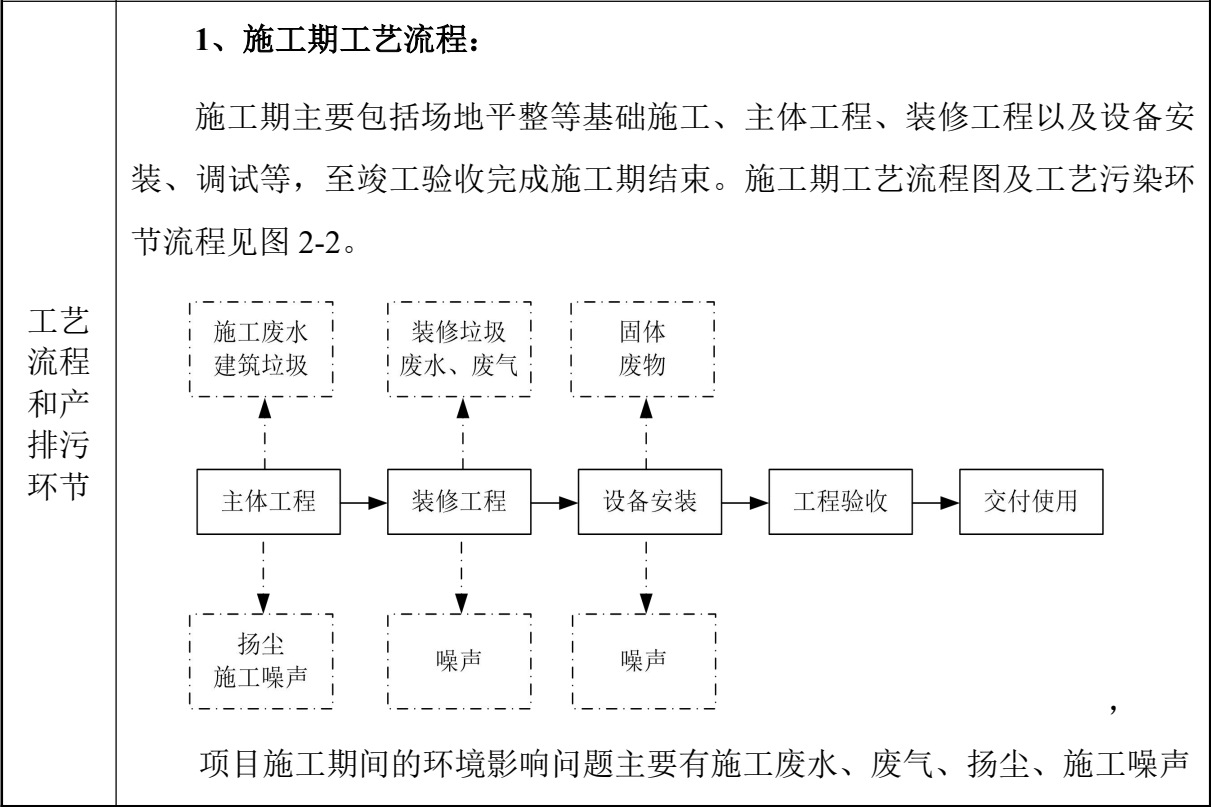 工艺
流程
和产
排污
环节
1、施工期工艺流程：
施工期主要包括场地平整等基础施工、主体工程、装修工程以及设备安
装、调试等，至竣工验收完成施工期结束。施工期工艺流程图及工艺污染环
节流程见图 2-2。
施工废水
建筑垃圾
装修垃圾
废水、废气
固体
废物
主体工程
装修工程
设备安装
工程验收
交付使用
扬尘
施工噪声
噪声
噪声
，
项目施工期间的环境影响问题主要有施工废水、废气、扬尘、施工噪声